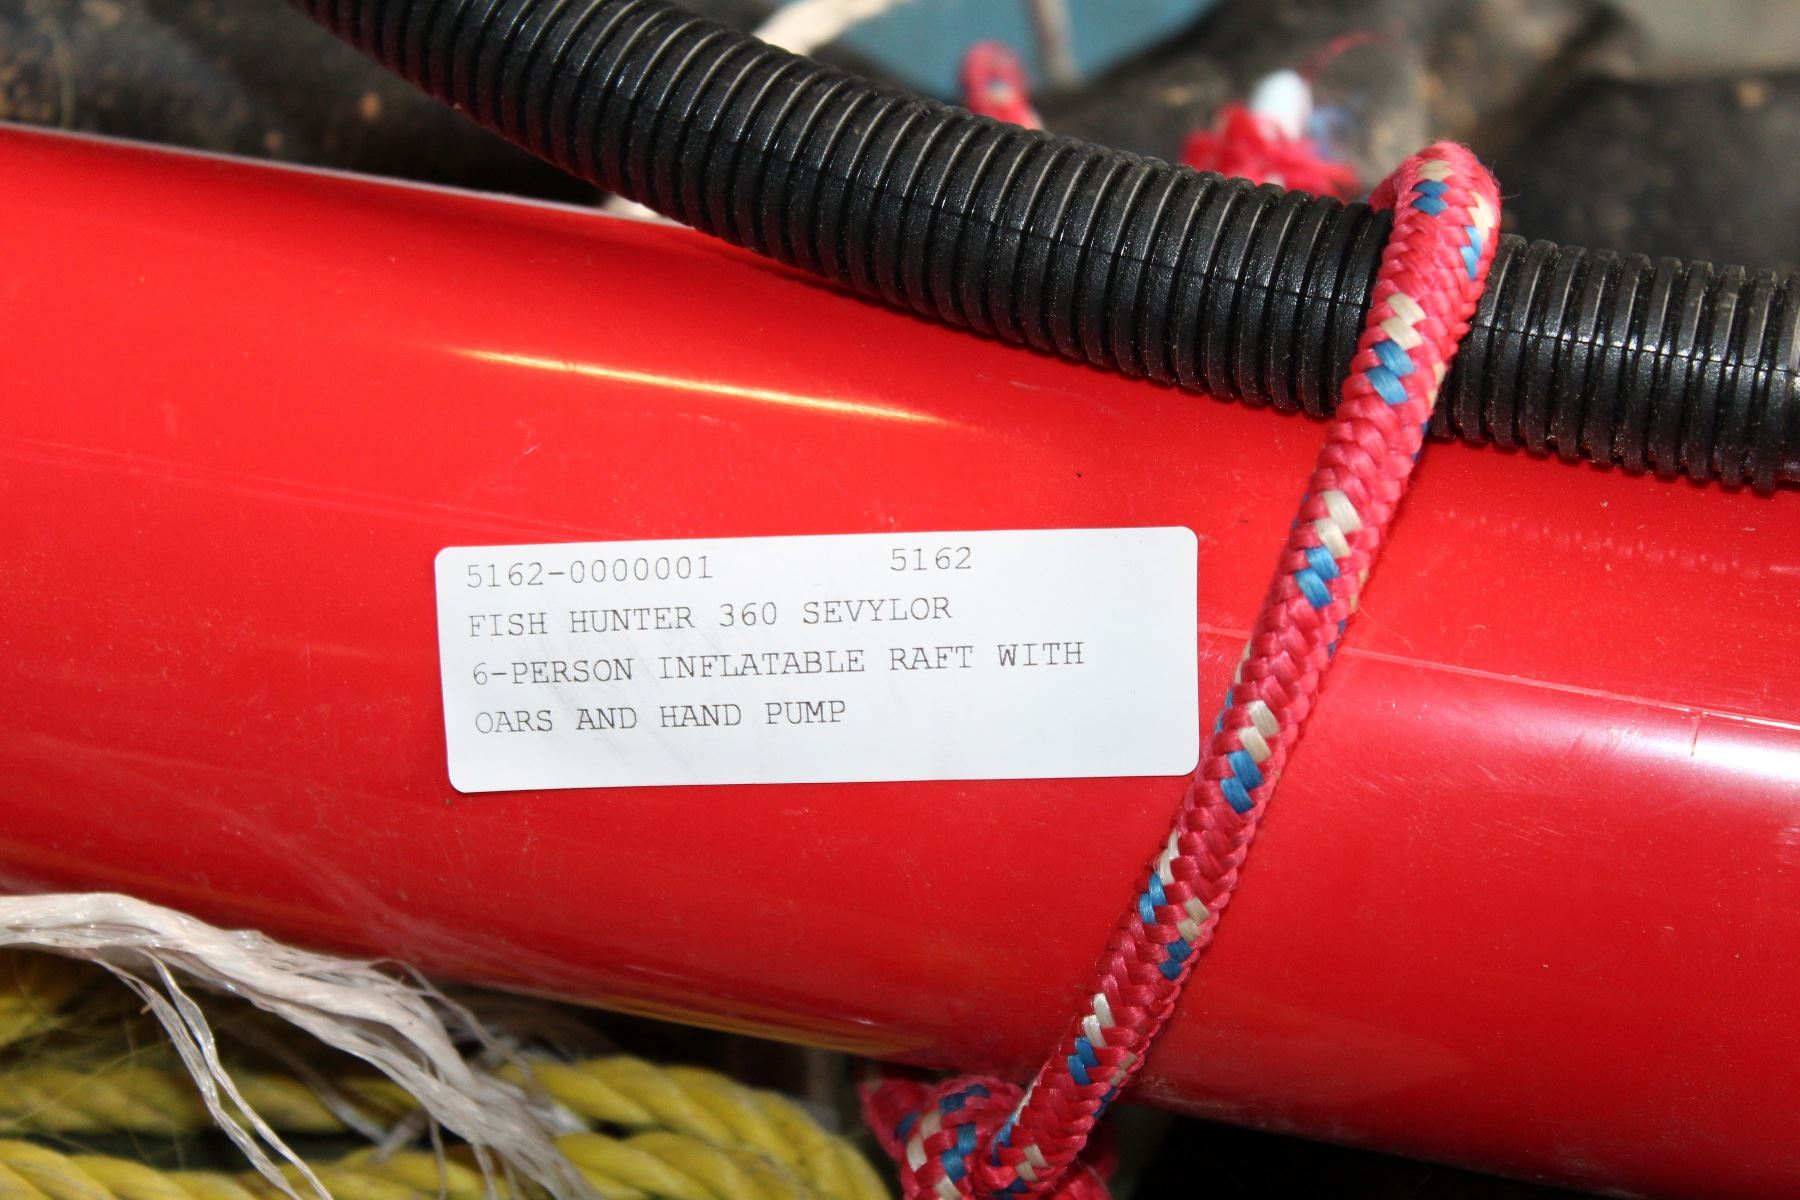 5162-0000001 5162
FISH HUNTER 360 SEVYLOR
6-PERSON INFLATABLE RAFT WITH
OARS AND HAND PUMP